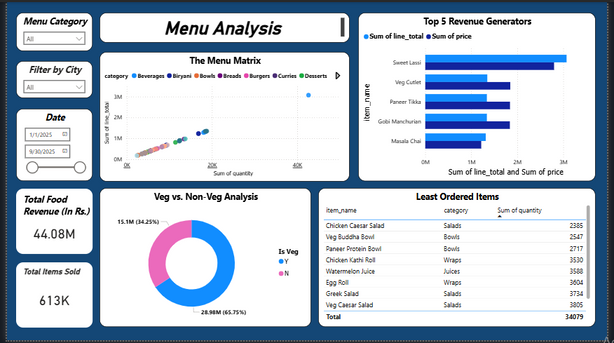 Menu Category
All
Filter by City
All
Date
1/1/2025
9/30/2025
Total Food
Revenue (In Rs.)
44.08M
Total Items Sold
613K
Menu Analysis
The Menu Matrix
category Beverages Biryani Bowls Breads Burgers Curries Desserts
Sum of line_total
3M
2M
1M
0M
0K 20K 40K
Sum of quantity
Top 5 Revenue Generators
Sum of line_total Sum of price
item_name
Sweet Lassi
Veg Cutlet
Paneer Tikka
Gobi Manchurian
Masala Chai
0M 1M 2M 3M
Sum of line_total and Sum of price
Veg vs. Non-Veg Analysis
15.1M (34.25%)
28.98M (65.75%)
Is Veg
Y
N
Least Ordered Items
item_name category Sum of quantity
Chicken Caesar Salad Salads 2385
Veg Buddha Bowl Bowls 2547
Paneer Protein Bowl Bowls 2717
Chicken Kathi Roll Wraps 3530
Watermelon Juice Juices 3588
Egg Roll Wraps 3604
Greek Salad Salads 3734
Veg Caesar Salad Salads 3805
Total 34079